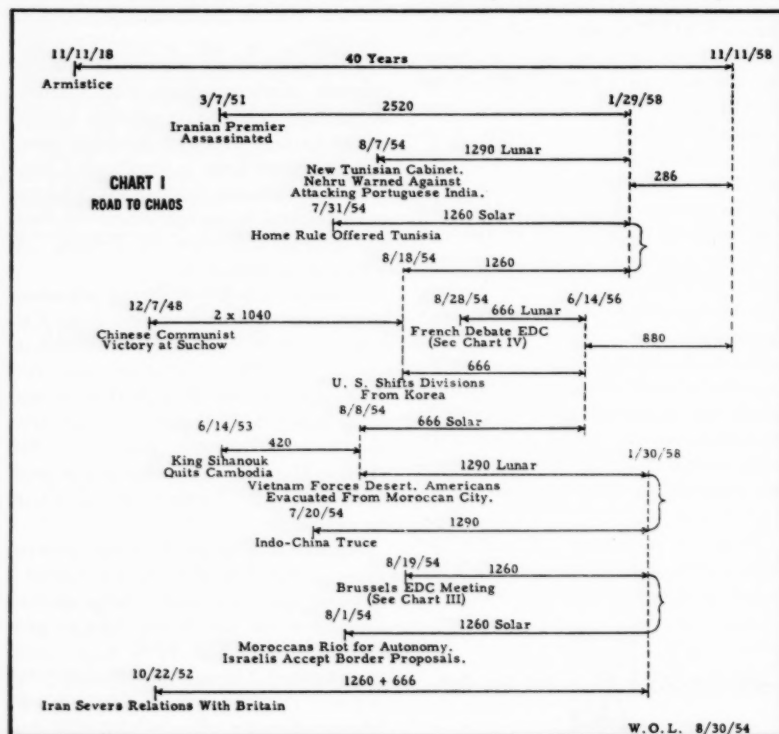 11/11/18 11/11/58
40 Years
Armistice
3/7/51 2520 1/29/58
Iranian Premier
Assassinated
8/7/54 1290 Lunar
New Tunisian Cabinet.
Nehru Warned Against
Attacking Portuguese India.
286
CHART I
ROAD TO CHAOS
7/31/54 1260 Solar
Home Rule Offered Tunisia
8/18/54 1260
12/7/48 2 x 1040
Chinese Communist
Victory at Suchow
8/28/54 666 Lunar 6/14/56
French Debate EDC
(See Chart IV)
880
666
U. S. Shifts Divisions
From Korea
8/8/54
666 Solar
6/14/53
420
King Sihanouk
Quits Cambodia
1290 Lunar 1/30/58
Vietnam Forces Desert. Americans
Evacuated From Moroccan City.
7/20/54 1290
Indo-China Truce
8/19/54 1260
Brussels EDC Meeting
(See Chart III)
8/1/54
1260 Solar
Moroccans Riot for Autonomy.
Israelis Accept Border Proposals.
10/22/52
1260 + 666
Iran Severs Relations With Britain
W.O.L. 8/30/54